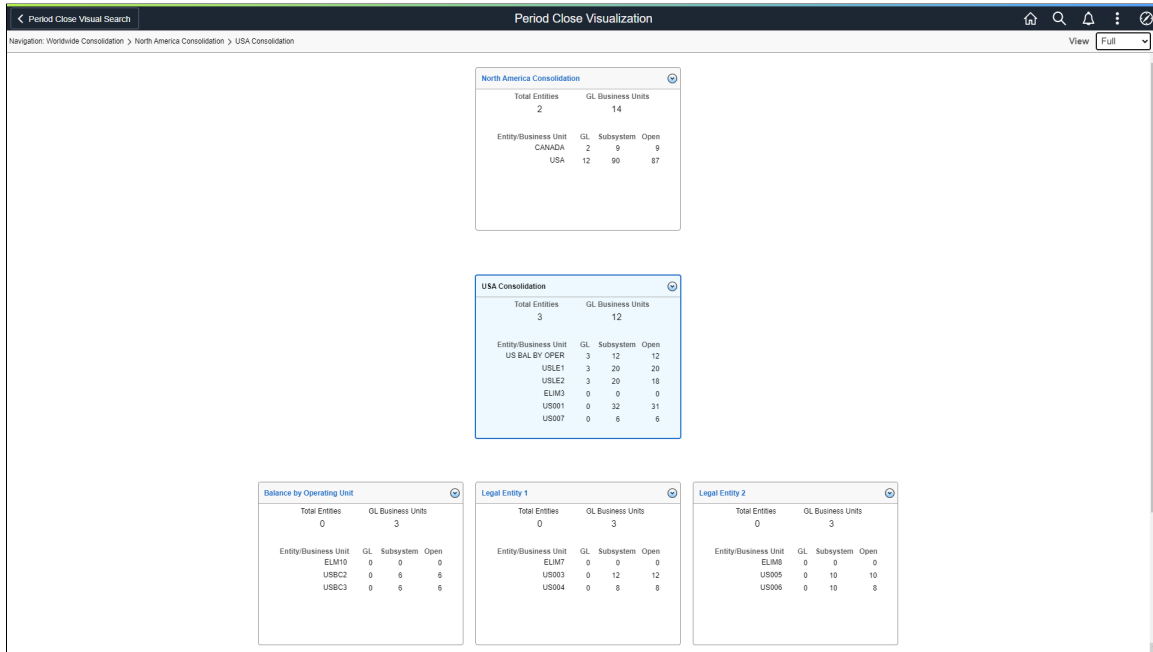 Period Close Visual Search Period Close Visualization
Navigation: Worldwide Consolidation > North America Consolidation > USA Consolidation View Full
North America Consolidation
Total Entities GL Business Units
2 14
Entity/Business Unit GL Subsystem Open
CANADA 2 9 9
USA 12 90 87
USA Consolidation
Total Entities GL Business Units
3 12
Entity/Business Unit GL Subsystem Open
US BAL BY OPER 3 12 12
USLE1 3 20 20
USLE2 3 20 18
ELIM3 0 0 0
US001 0 32 31
US007 0 6 6
Balance by Operating Unit
Total Entities GL Business Units
0 3
Entity/Business Unit GL Subsystem Open
ELM10 0 0 0
USBC2 0 6 6
USBC3 0 6 6
Legal Entity 1
Total Entities GL Business Units
0 3
Entity/Business Unit GL Subsystem Open
ELIM7 0 0 0
US003 0 12 12
US004 0 8 8
Legal Entity 2
Total Entities GL Business Units
0 3
Entity/Business Unit GL Subsystem Open
ELIM8 0 0 0
US005 0 10 10
US006 0 10 8